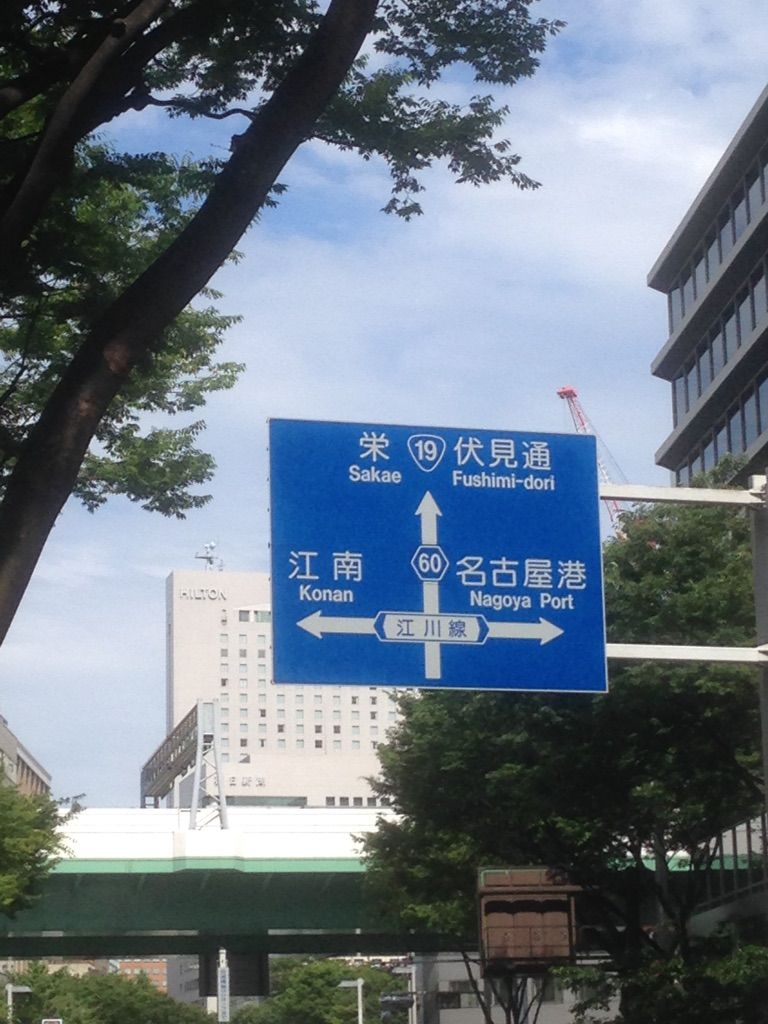 栄 19 伏見通
Sakae Fushimi-dori
江南 60 名古屋港
Konan Nagoya Port
江川線
HILTON